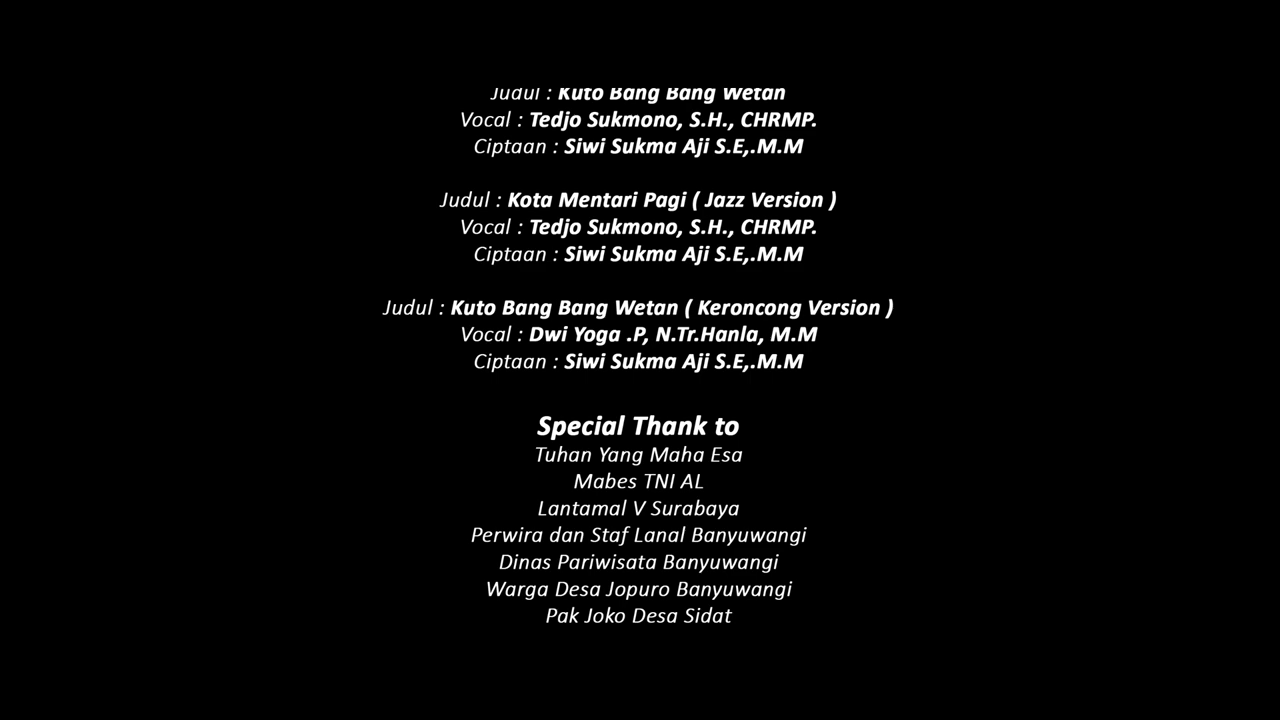 Judul : Kuto Bang Bang Wetan
Vocal : Tedjo Sukmono, S.H., CHRMP.
Ciptaan : Siwi Sukma Aji S.E,.M.M
Judul : Kota Mentari Pagi ( Jazz Version )
Vocal : Tedjo Sukmono, S.H., CHRMP.
Ciptaan : Siwi Sukma Aji S.E,.M.M
Judul : Kuto Bang Bang Wetan ( Keroncong Version )
Vocal : Dwi Yoga .P, N.Tr.Hanla, M.M
Ciptaan : Siwi Sukma Aji S.E,.M.M
Special Thank to
Tuhan Yang Maha Esa
Mabes TNI AL
Lantamal V Surabaya
Perwira dan Staf Lanal Banyuwangi
Dinas Pariwisata Banyuwangi
Warga Desa Jopuro Banyuwangi
Pak Joko Desa Sidat